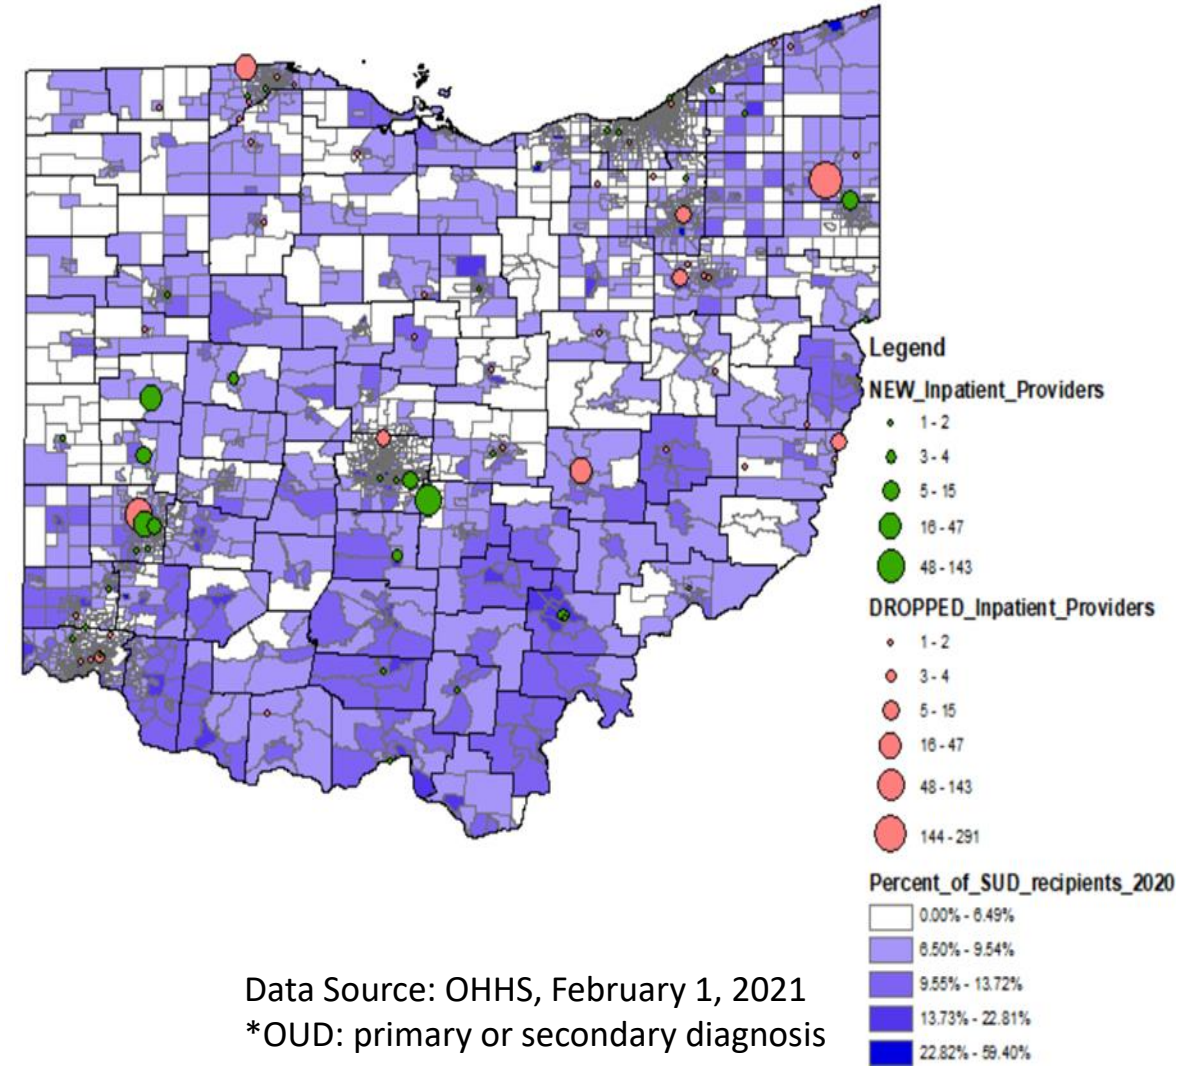 Legend
NEW_Inpatient_Providers
1 - 2
3 - 4
5 - 15
16 - 47
48 - 143
DROPPED_Inpatient_Providers
1 - 2
3 - 4
5 - 15
16 - 47
48 - 143
144 - 291
Percent_of_SUD_recipients_2020
0.00% - 6.49%
6.50% - 9.54%
9.55% - 13.72%
13.73% - 22.81%
22.82% - 59.40%
Data Source: OHHS, February 1, 2021
*OUD: primary or secondary diagnosis